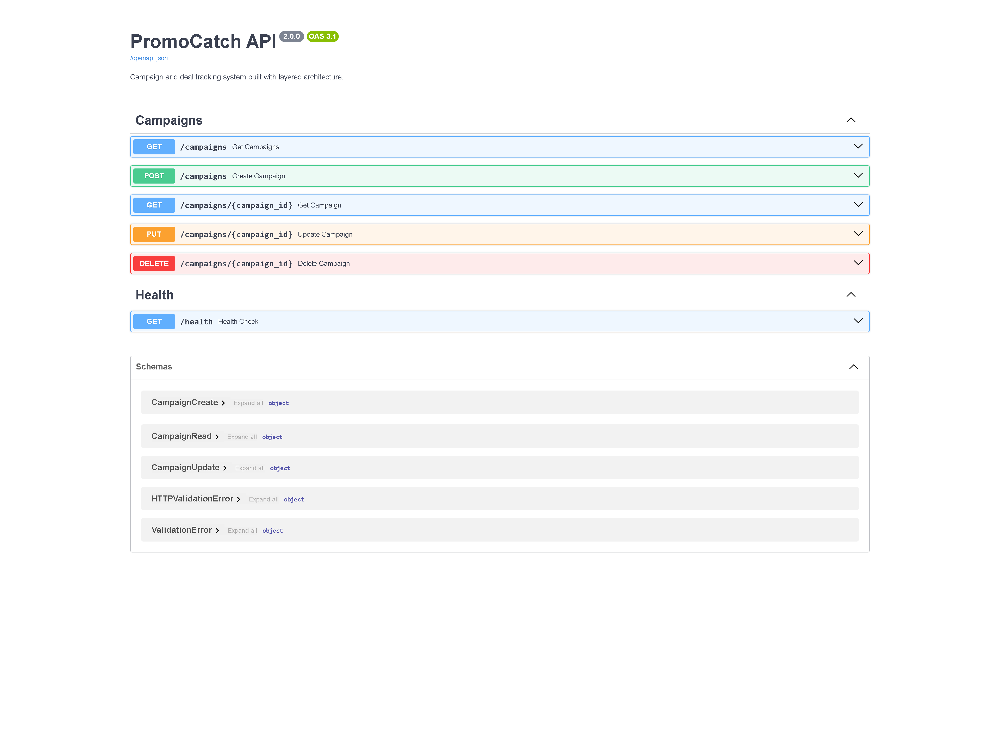 PromoCatch API 2.0.0 OAS 3.1
/openapi.json
Campaign and deal tracking system built with layered architecture.
Campaigns
GET /campaigns Get Campaigns
POST /campaigns Create Campaign
GET /campaigns/{campaign_id} Get Campaign
PUT /campaigns/{campaign_id} Update Campaign
DELETE /campaigns/{campaign_id} Delete Campaign
Health
GET /health Health Check
Schemas
CampaignCreate Expand all object
CampaignRead Expand all object
CampaignUpdate Expand all object
HTTPValidationError Expand all object
ValidationError Expand all object